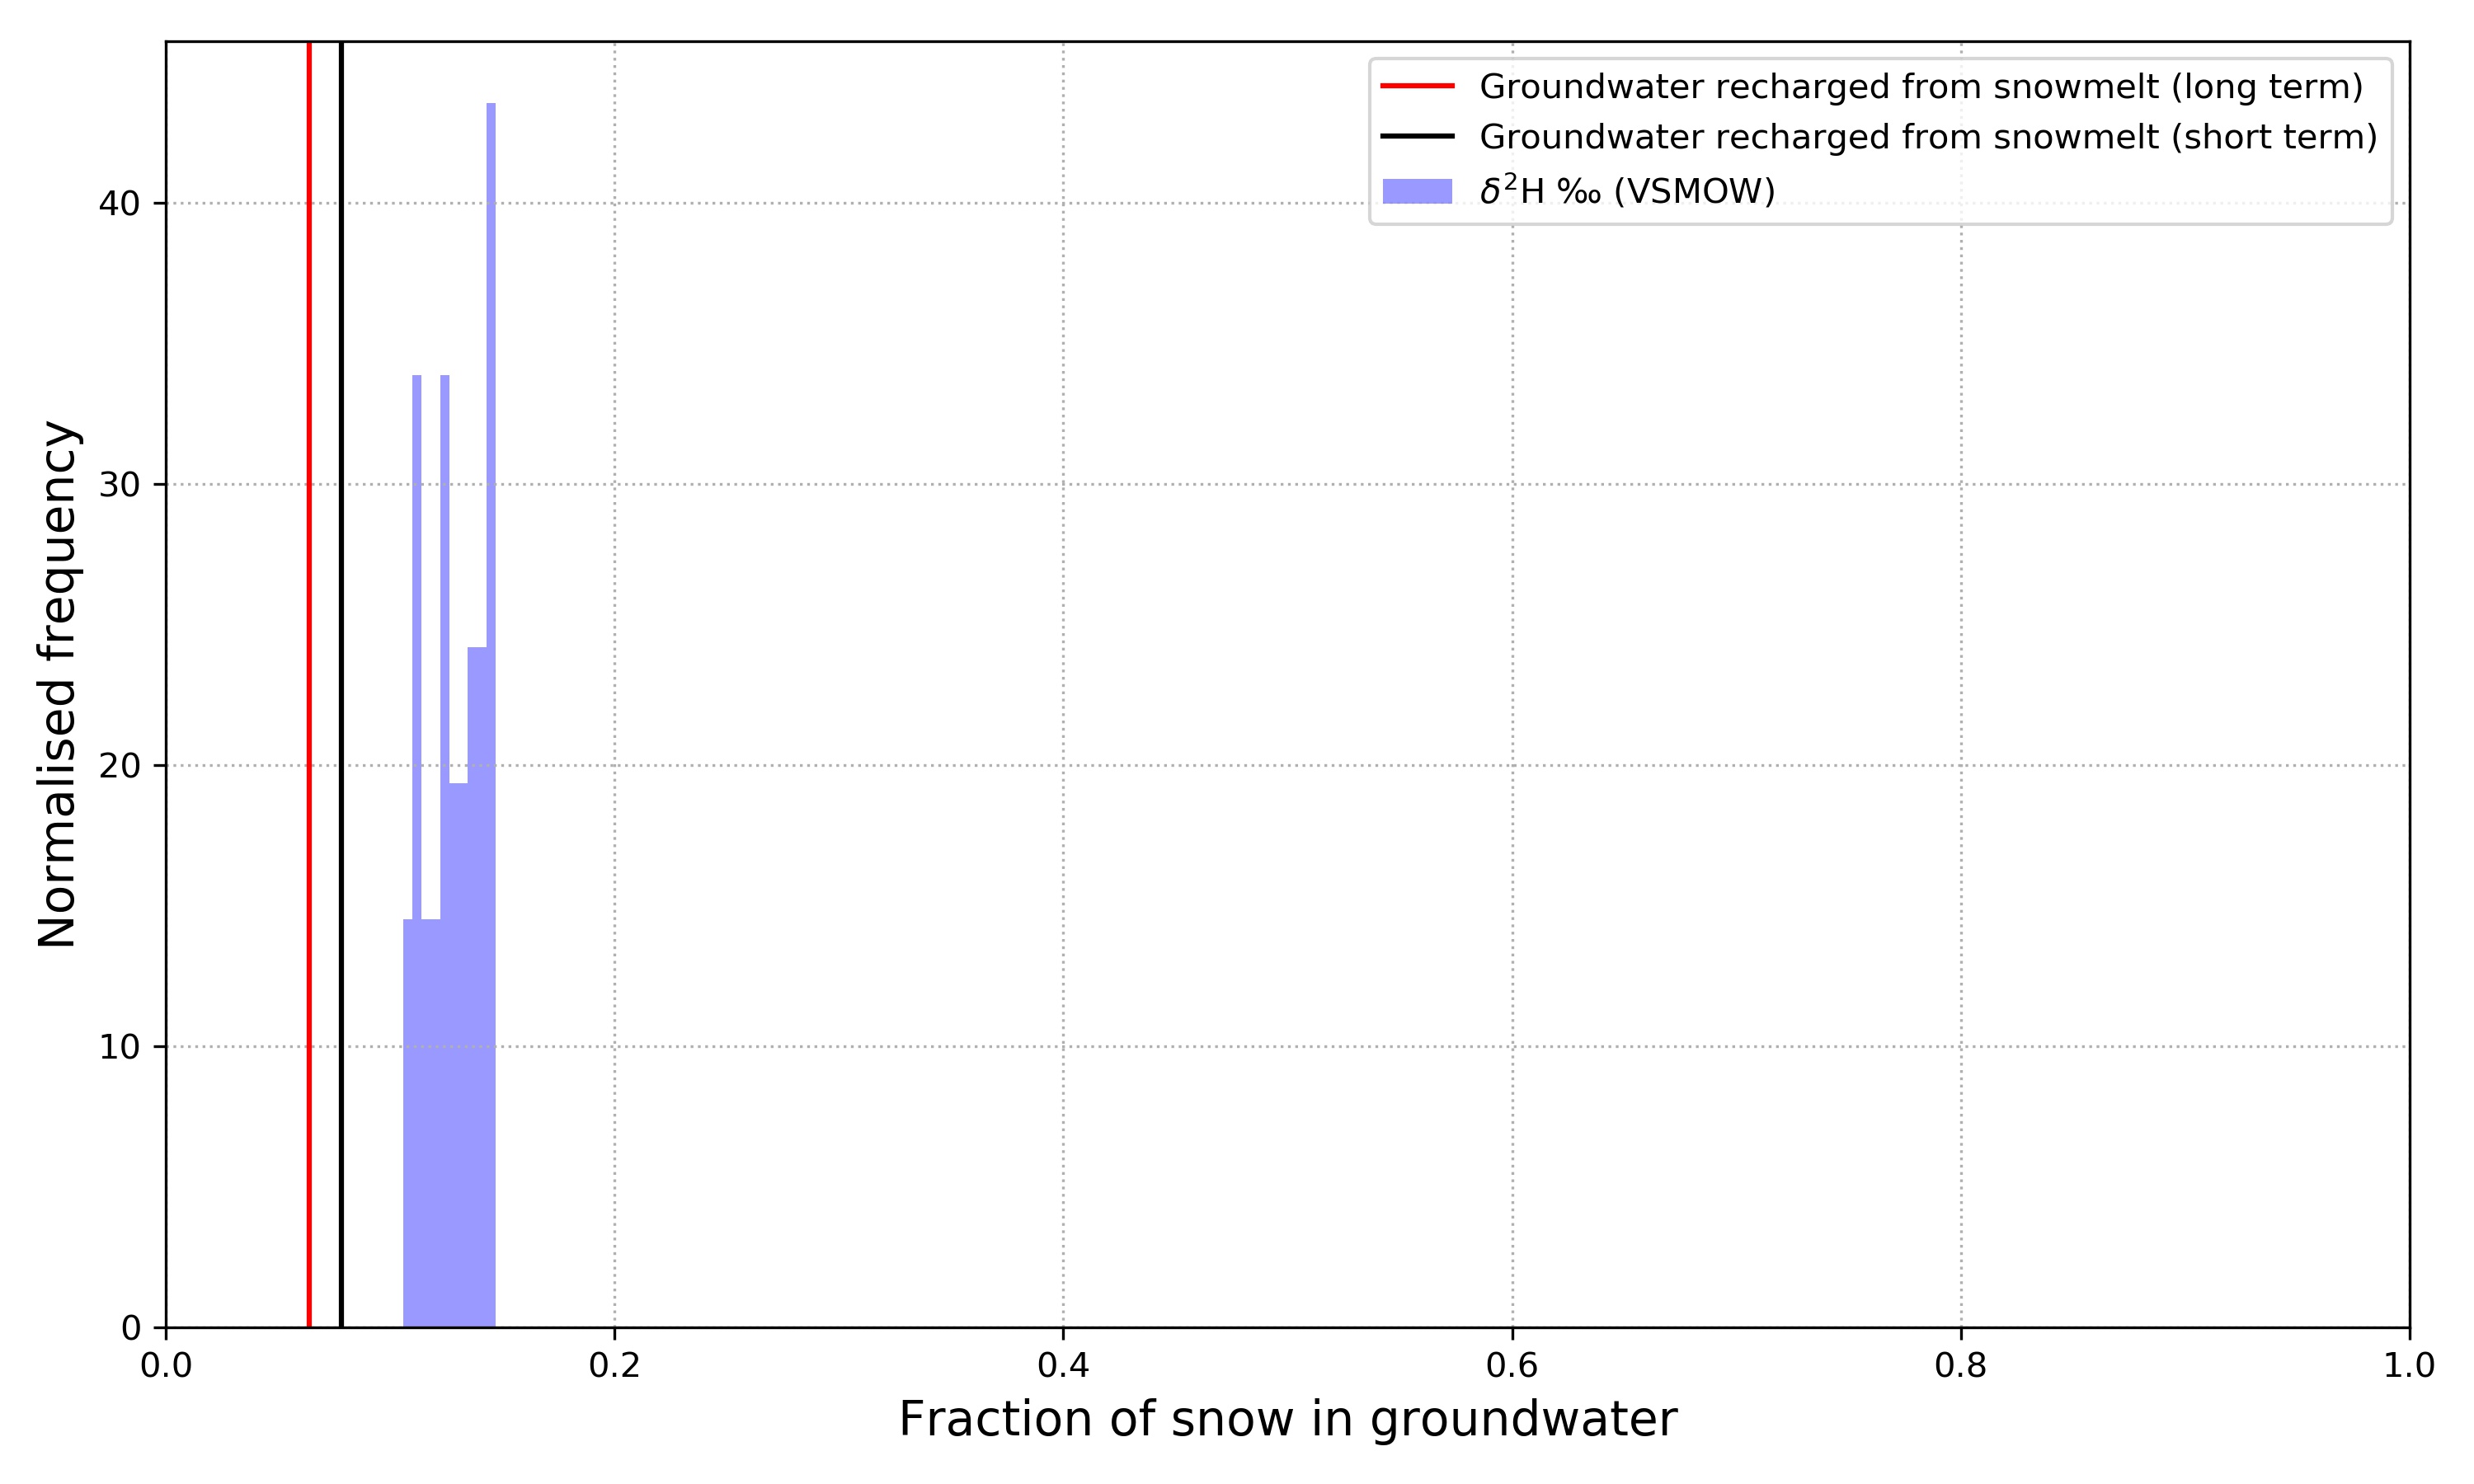 Groundwater recharged from snowmelt (long term)
Groundwater recharged from snowmelt (short term)
δ²H ‰ (VSMOW)
Normalised frequency
40
30
20
10
0
0.0 0.2 0.4 0.6 0.8 1.0
Fraction of snow in groundwater